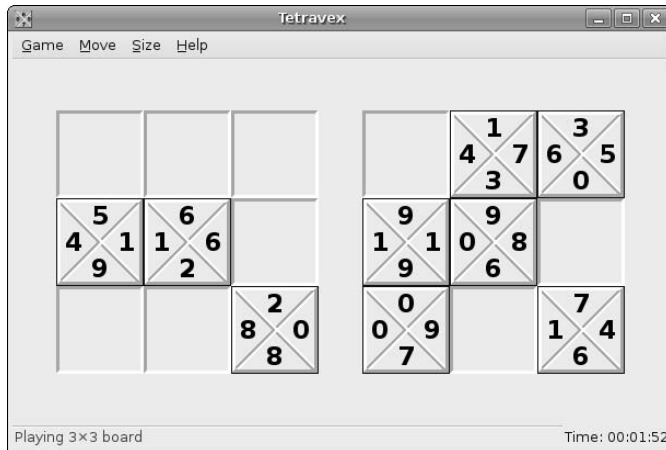 Tetravex
Game Move Size Help
1 3
4 7 6 5
3 0
5 6 9 9
4 1 1 6 1 1 0 8
9 2 9 6
2 0 7
8 0 0 9 1 4
8 7 6
Playing 3×3 board Time: 00:01:52